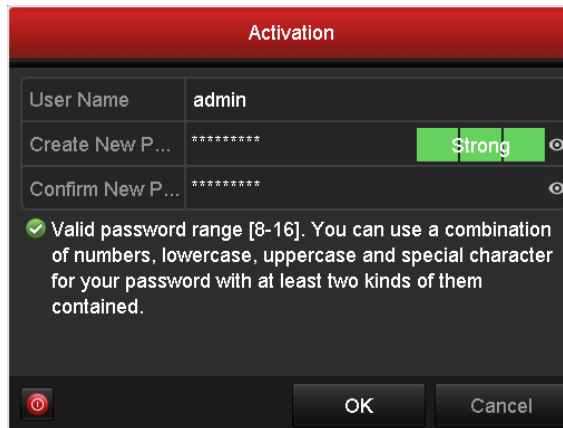 Activation
User Name admin
Create New P... ********* Strong
Confirm New P... *********
Valid password range [8-16]. You can use a combination
of numbers, lowercase, uppercase and special character
for your password with at least two kinds of them
contained.
OK Cancel